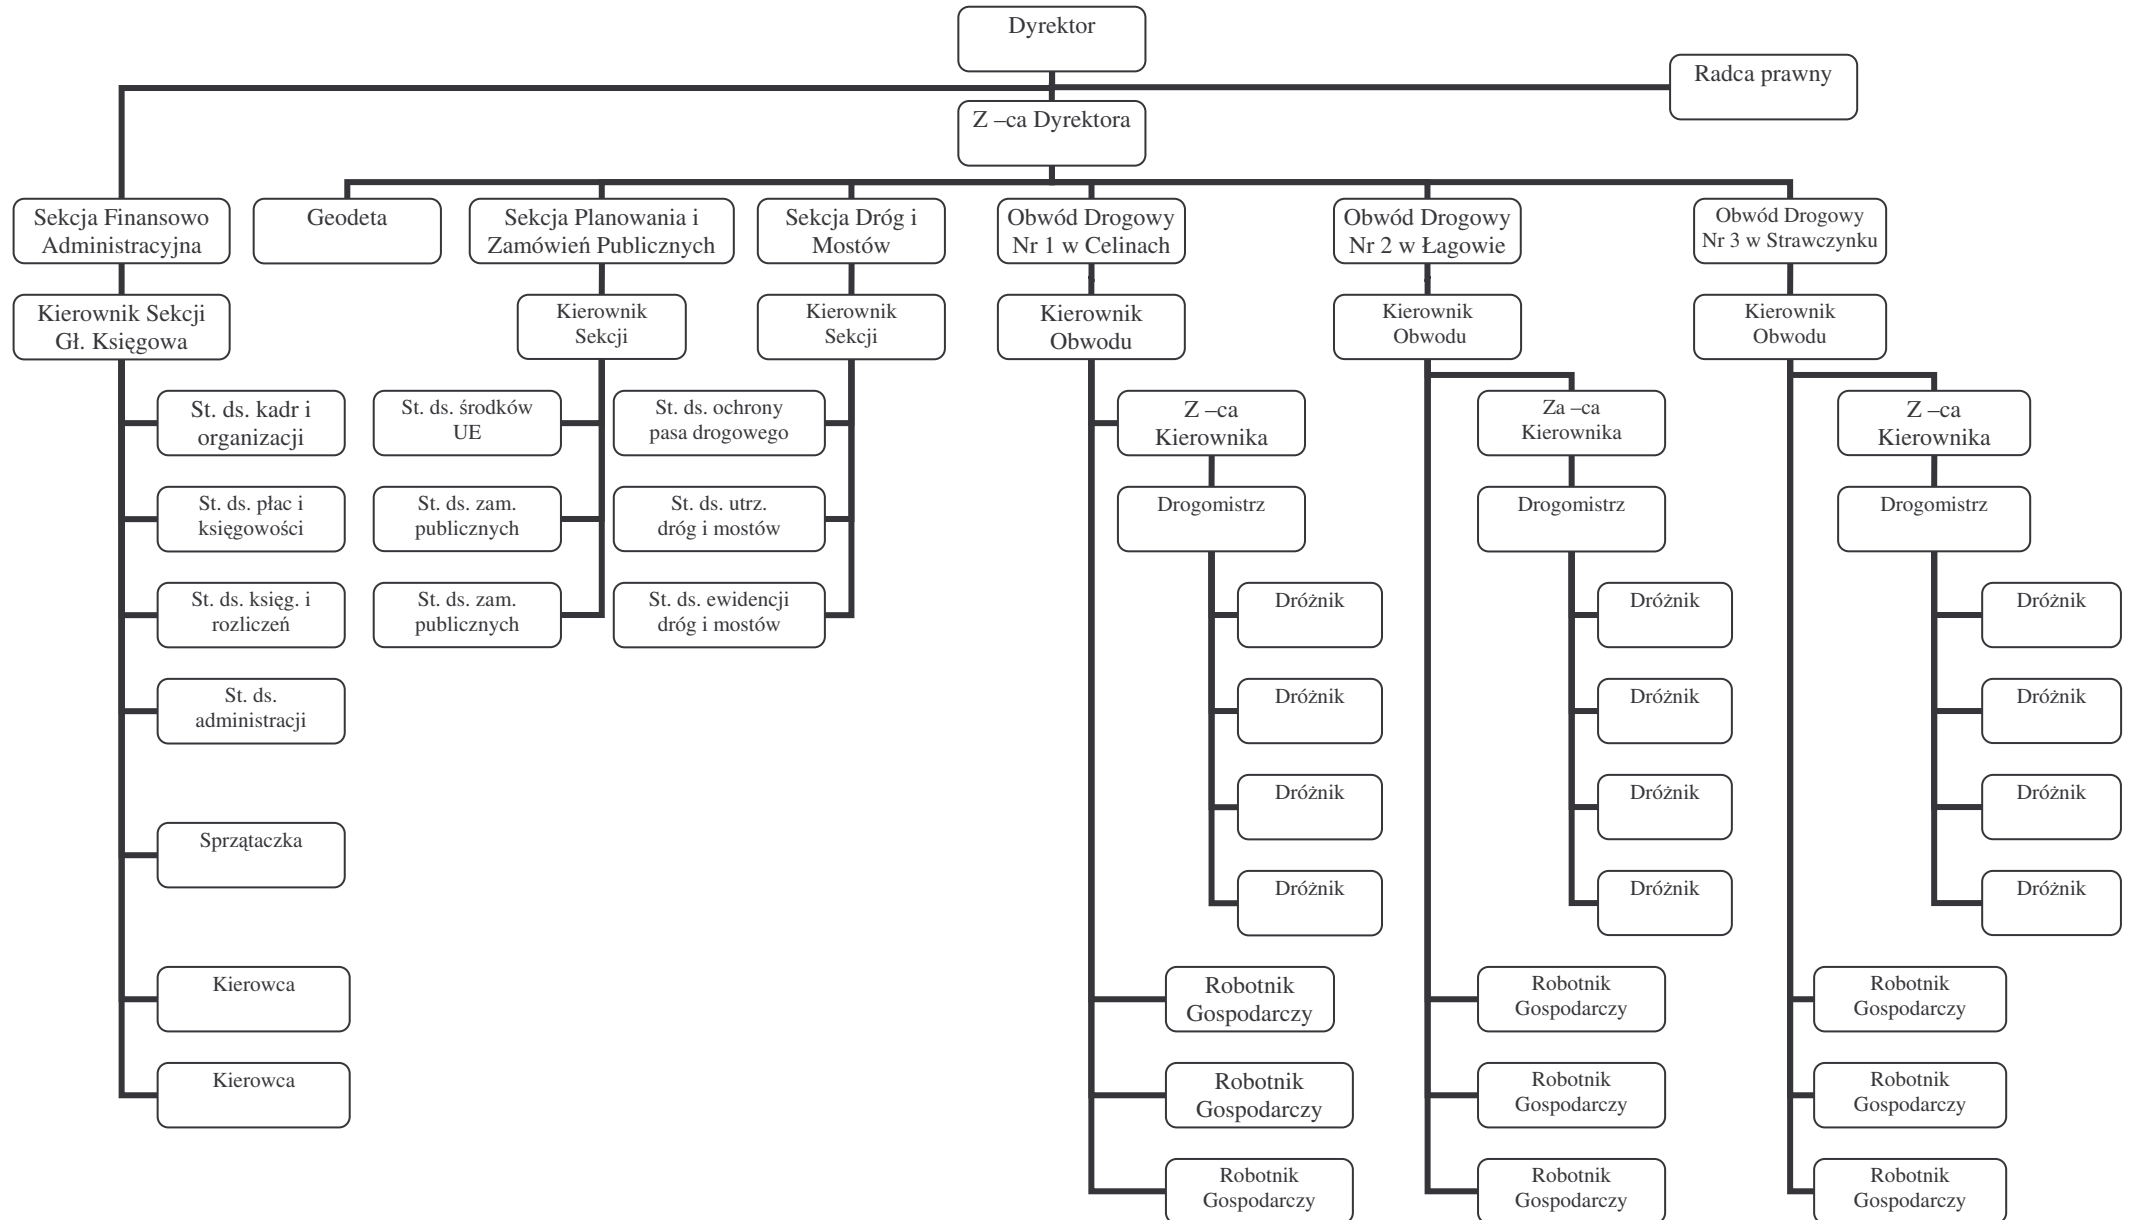 Dyrektor
Radca prawny
Z –ca Dyrektora
Sekcja Finansowo
Administracyjna
Geodeta
Sekcja Planowania i
Zamówień Publicznych
Sekcja Dróg i
Mostów
Obwód Drogowy
Nr 1 w Celinach
Obwód Drogowy
Nr 2 w Łagowie
Obwód Drogowy
Nr 3 w Strawczynku
Kierownik Sekcji
Gł. Księgowa
Kierownik
Sekcji
Kierownik
Sekcji
Kierownik
Obwodu
Kierownik
Obwodu
Kierownik
Obwodu
St. ds. kadr i
organizacji
St. ds. środków
UE
St. ds. ochrony
pasa drogowego
Z –ca
Kierownika
Za –ca
Kierownika
Z –ca
Kierownika
St. ds. płac i
księgowości
St. ds. zam.
publicznych
St. ds. utrz.
dróg i mostów
Drogomistrz
Drogomistrz
Drogomistrz
St. ds. księg. i
rozliczeń
St. ds. zam.
publicznych
St. ds. ewidencji
dróg i mostów
Dróżnik
Dróżnik
Dróżnik
St. ds.
administracji
Dróżnik
Dróżnik
Dróżnik
Sprzątaczka
Dróżnik
Dróżnik
Dróżnik
Dróżnik
Dróżnik
Dróżnik
Kierowca
Robotnik
Gospodarczy
Robotnik
Gospodarczy
Robotnik
Gospodarczy
Kierowca
Robotnik
Gospodarczy
Robotnik
Gospodarczy
Robotnik
Gospodarczy
Robotnik
Gospodarczy
Robotnik
Gospodarczy
Robotnik
Gospodarczy